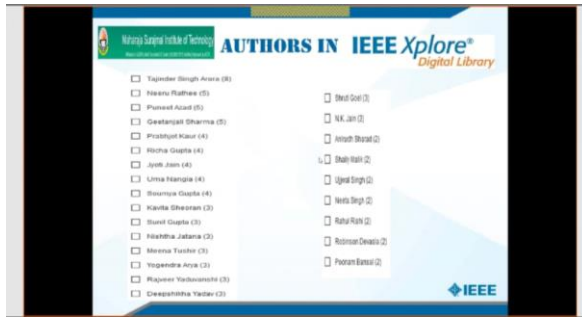 Maharaja Surajmal Institute of Technology
AUTHORS IN IEEE Xplore®
Digital Library
Tajinder Singh Arora (8)
Neeru Rathee (5)
Puneet Azad (5)
Geetanjali Sharma (5)
Prabhjot Kaur (4)
Richa Gupta (4)
Jyoti Jain (4)
Uma Nangia (4)
Soumya Gupta (4)
Kavita Sheoran (3)
Sunil Gupta (3)
Nishtha Jatana (3)
Meena Tushir (3)
Yogendra Arya (3)
Rajveer Yaduvanshi (3)
Deepshikha Yadav (3)
Shruti Goel (3)
N.K. Jain (3)
Anirudh Sharad (2)
Shaily Malik (2)
Ujjwal Singh (2)
Neeta Singh (2)
Rahul Rishi (2)
Robinson Devasia (2)
Poonam Bansal (2)
IEEE